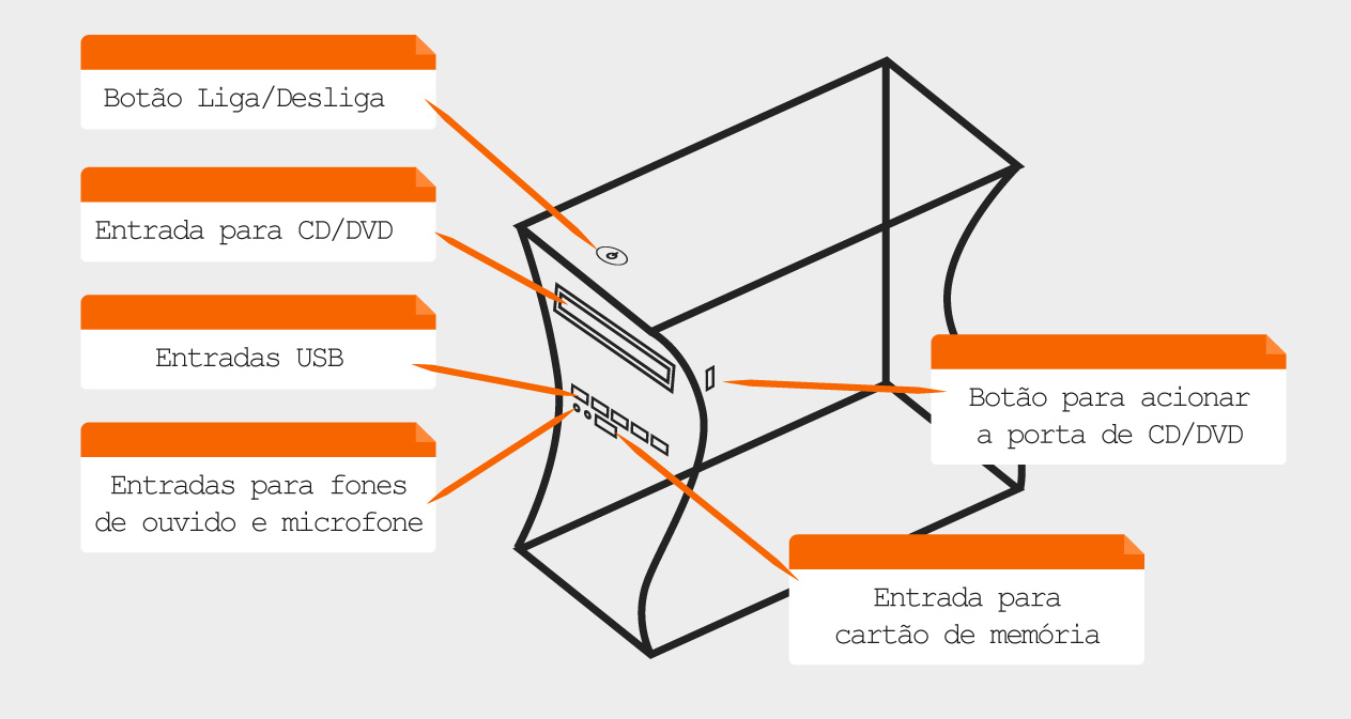 Botão Liga/Desliga
Entrada para CD/DVD
Entradas USB
Entradas para fones
de ouvido e microfone
Botão para acionar
a porta de CD/DVD
Entrada para
cartão de memória